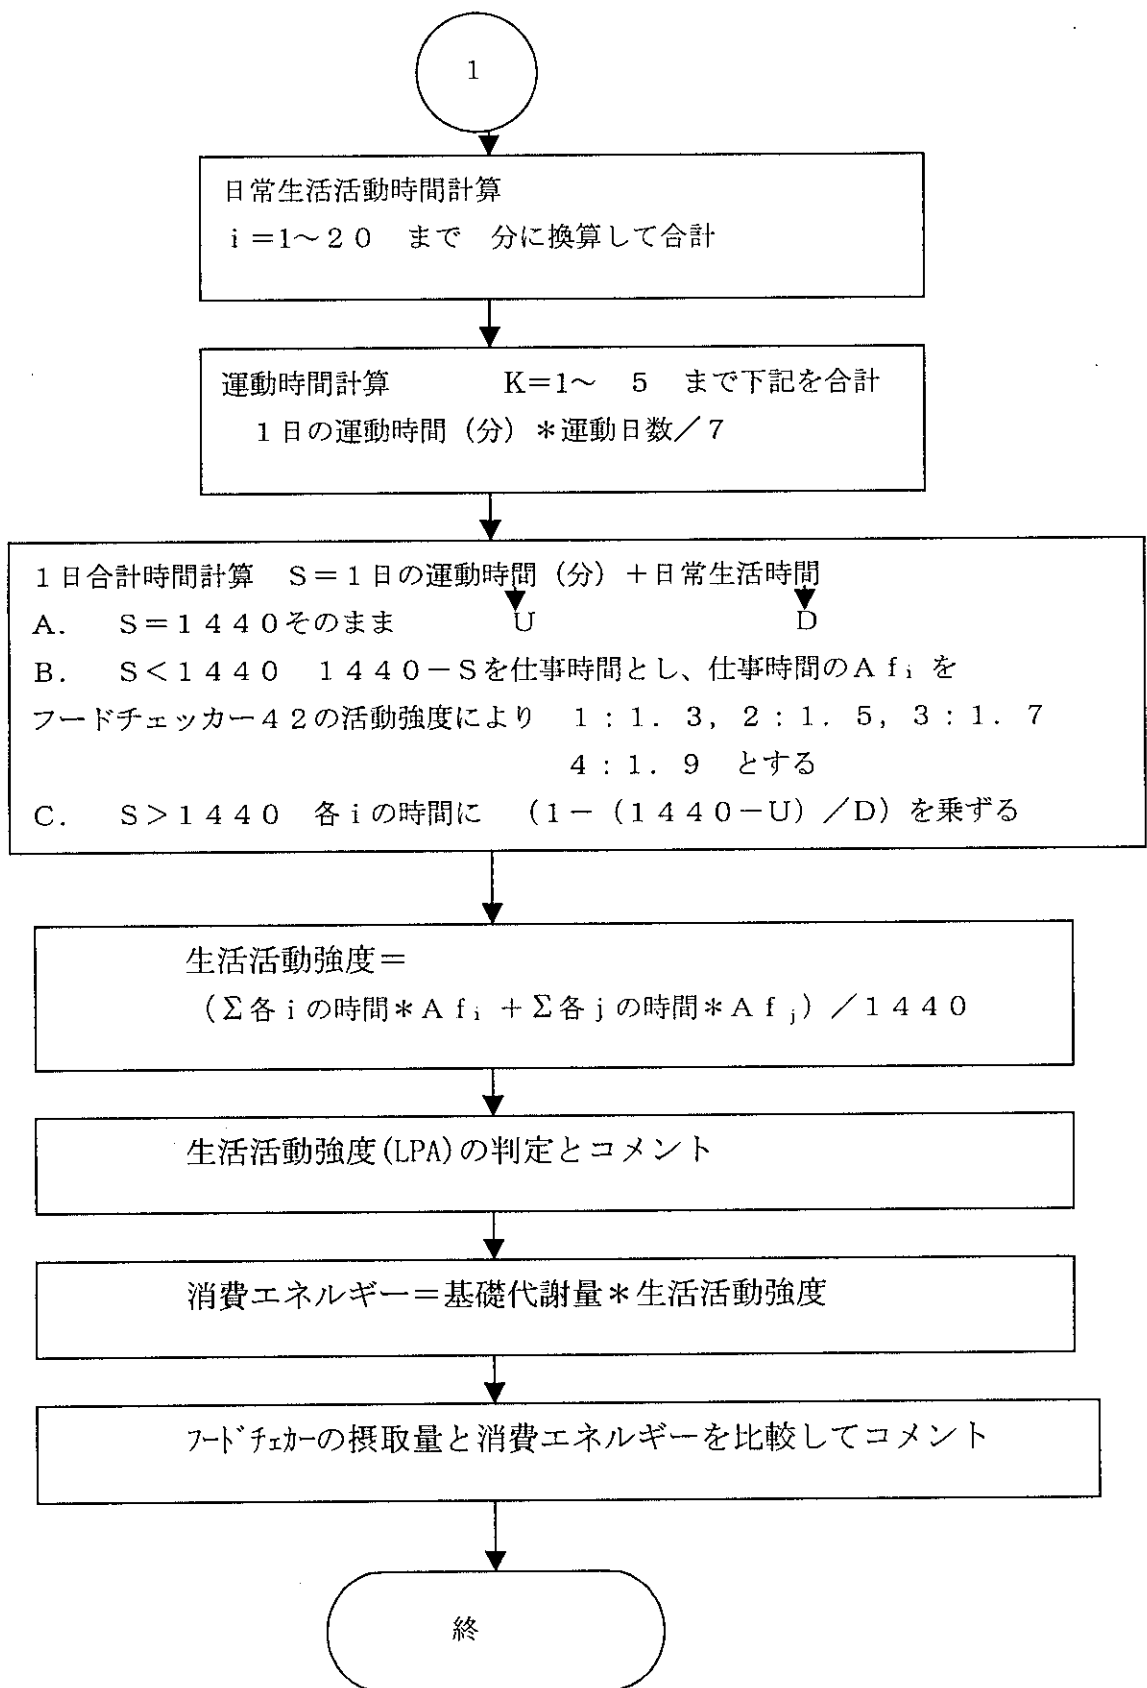 1
日常生活活動時間計算
i=1~20 まで 分に換算して合計
運動時間計算 K=1~ 5 まで下記を合計
1日の運動時間(分)*運動日数/7
1日合計時間計算 S=1日の運動時間(分)+日常生活時間
A. S=1440そのまま U D
B. S<1440 1440-Sを仕事時間とし、仕事時間のAfᵢを
フードチェッカー42の活動強度により 1:1.3,2:1.5,3:1.7
4:1.9 とする
C. S>1440 各iの時間に (1-(1440-U)/D)を乗ずる
生活活動強度=
(Σ各iの時間*Afᵢ+Σ各jの時間*Afⱼ)/1440
生活活動強度(LPA)の判定とコメント
消費エネルギー=基礎代謝量*生活活動強度
フードチェカーの摂取量と消費エネルギーを比較してコメント
終